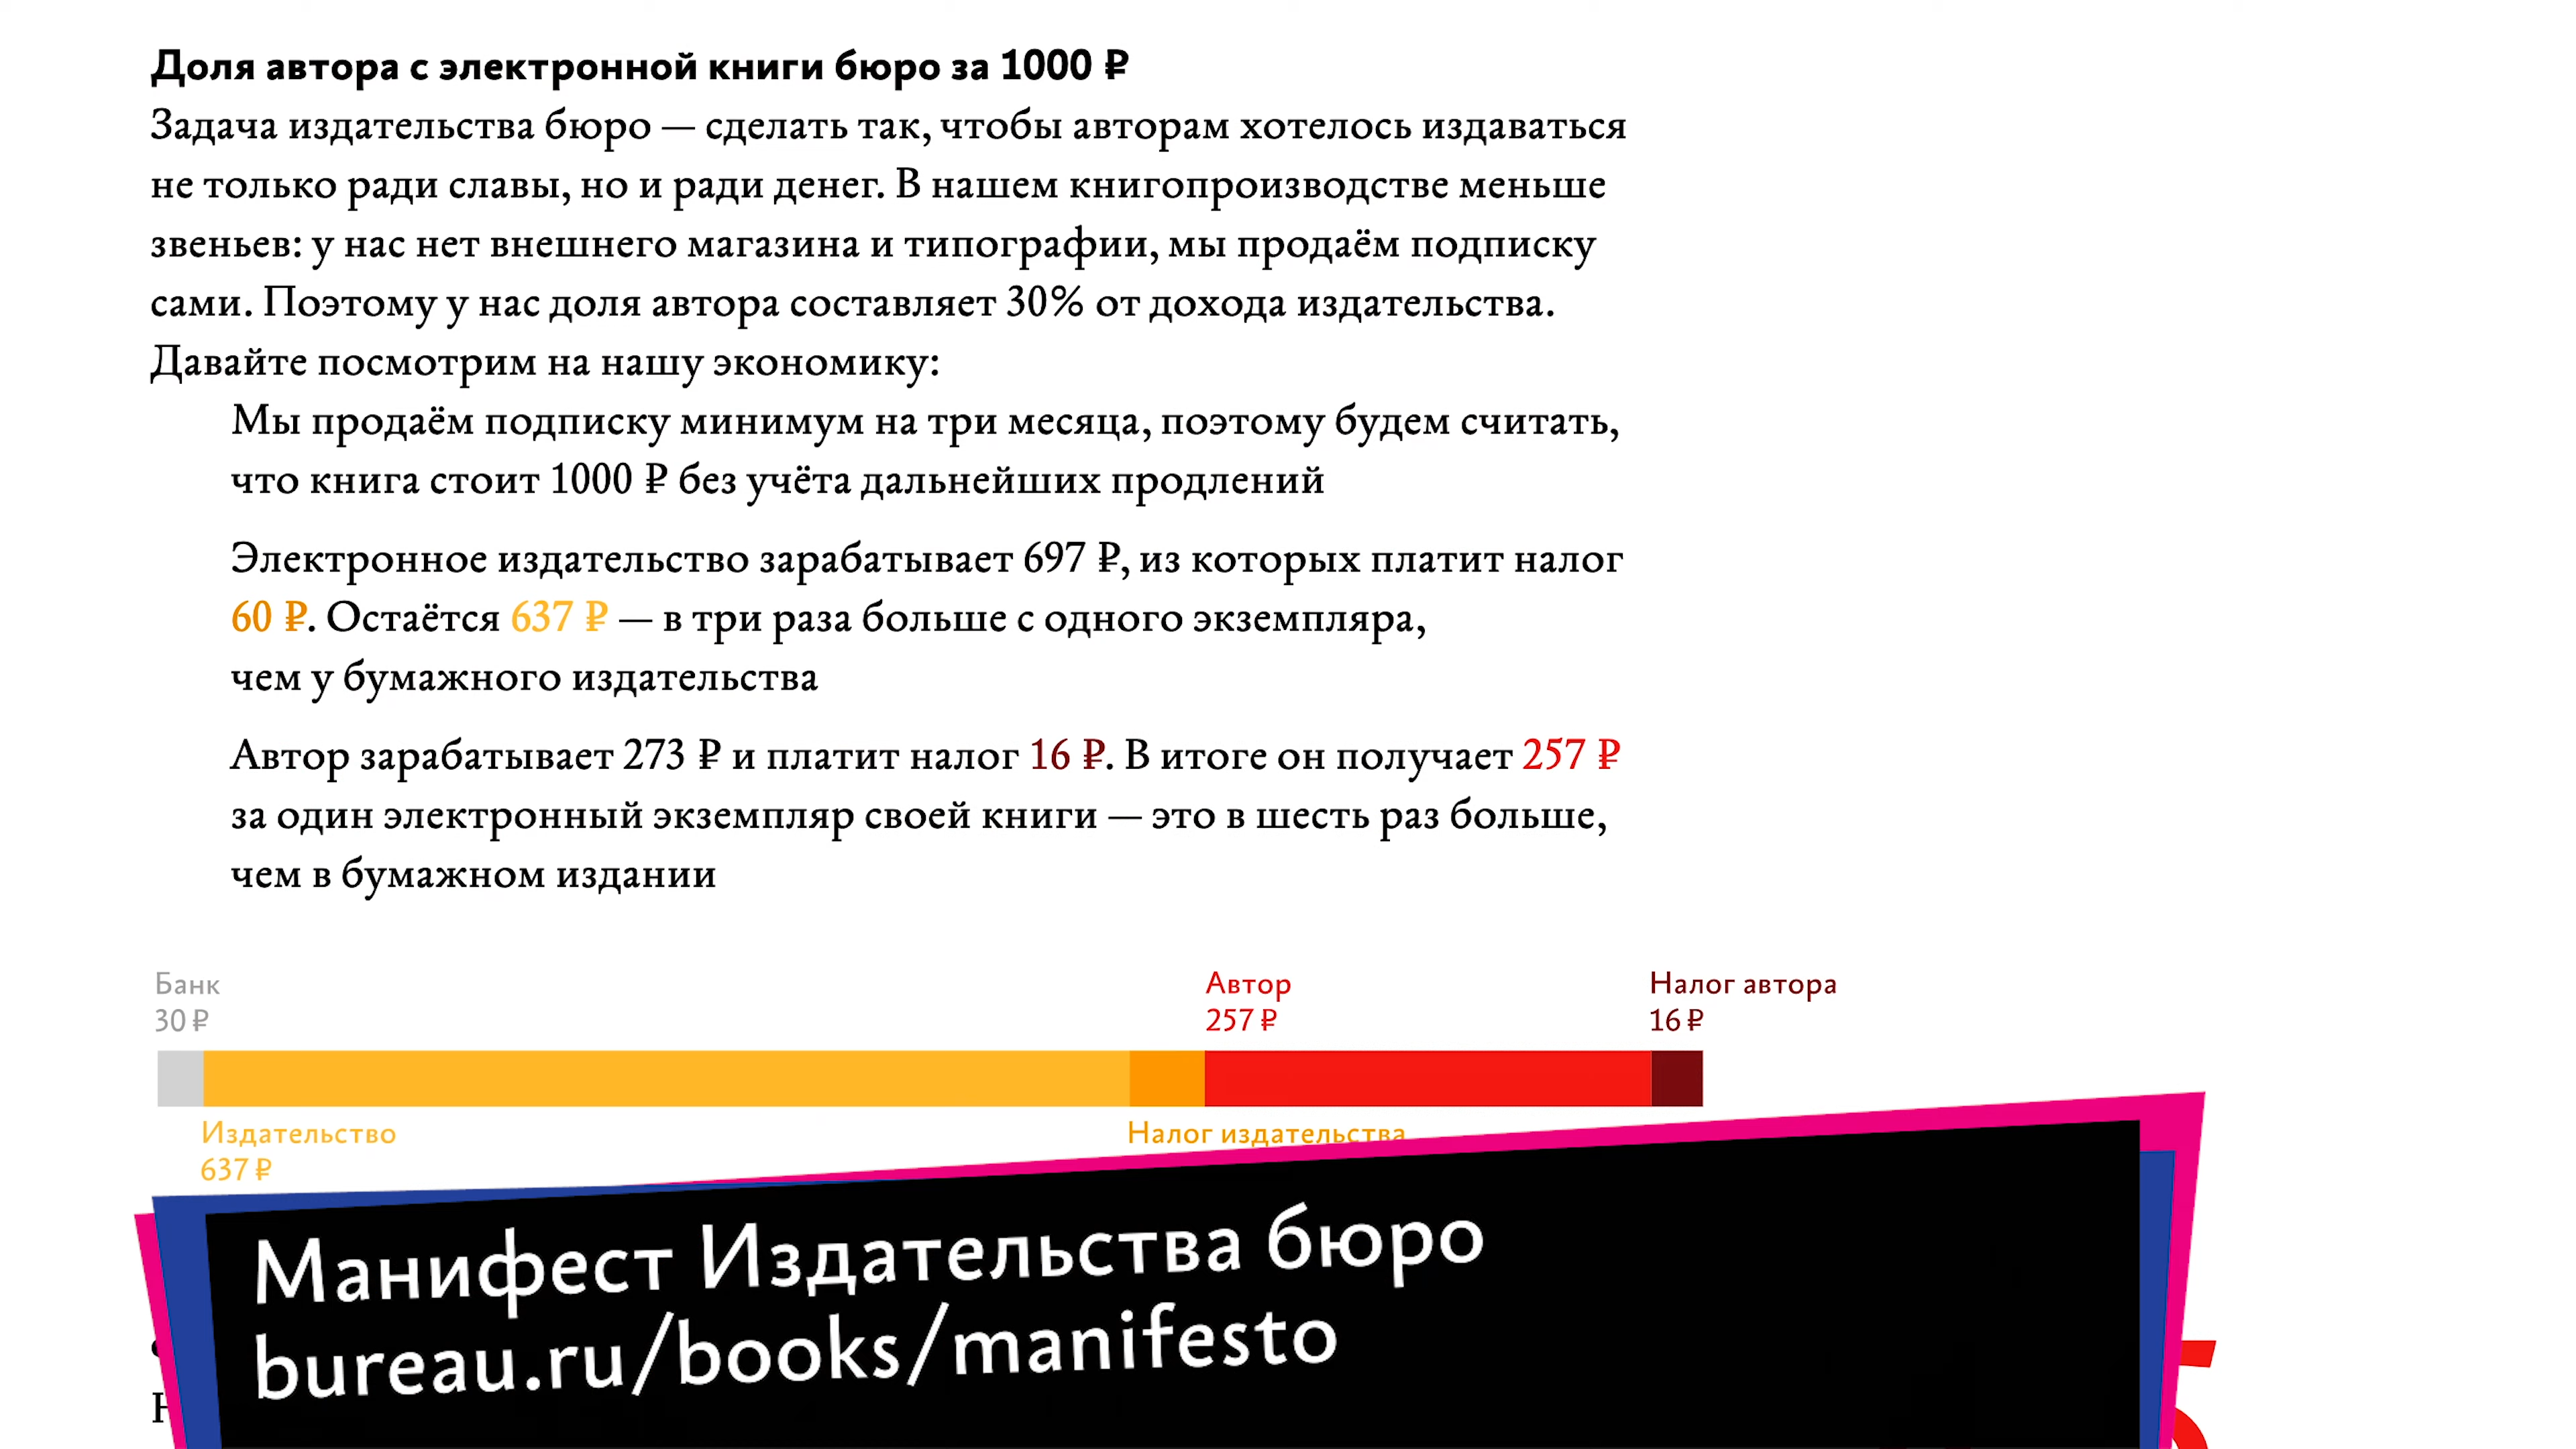 Доля автора с электронной книги бюро за 1000 ₽
Задача издательства бюро — сделать так, чтобы авторам хотелось издаваться
не только ради славы, но и ради денег. В нашем книгопроизводстве меньше
звеньев: у нас нет внешнего магазина и типографии, мы продаём подписку
сами. Поэтому у нас доля автора составляет 30% от дохода издательства.
Давайте посмотрим на нашу экономику:
Мы продаём подписку минимум на три месяца, поэтому будем считать,
что книга стоит 1000 ₽ без учёта дальнейших продлений
Электронное издательство зарабатывает 697 ₽, из которых платит налог
60 ₽. Остаётся 637 ₽ — в три раза больше с одного экземпляра,
чем у бумажного издательства
Автор зарабатывает 273 ₽ и платит налог 16 ₽. В итоге он получает 257 ₽
за один электронный экземпляр своей книги — это в шесть раз больше,
чем в бумажном издании
Банк
30 ₽
Автор
257 ₽
Налог автора
16 ₽
Издательство
637 ₽
Налог издательства
Манифест Издательства бюро
bureau.ru/books/manifesto